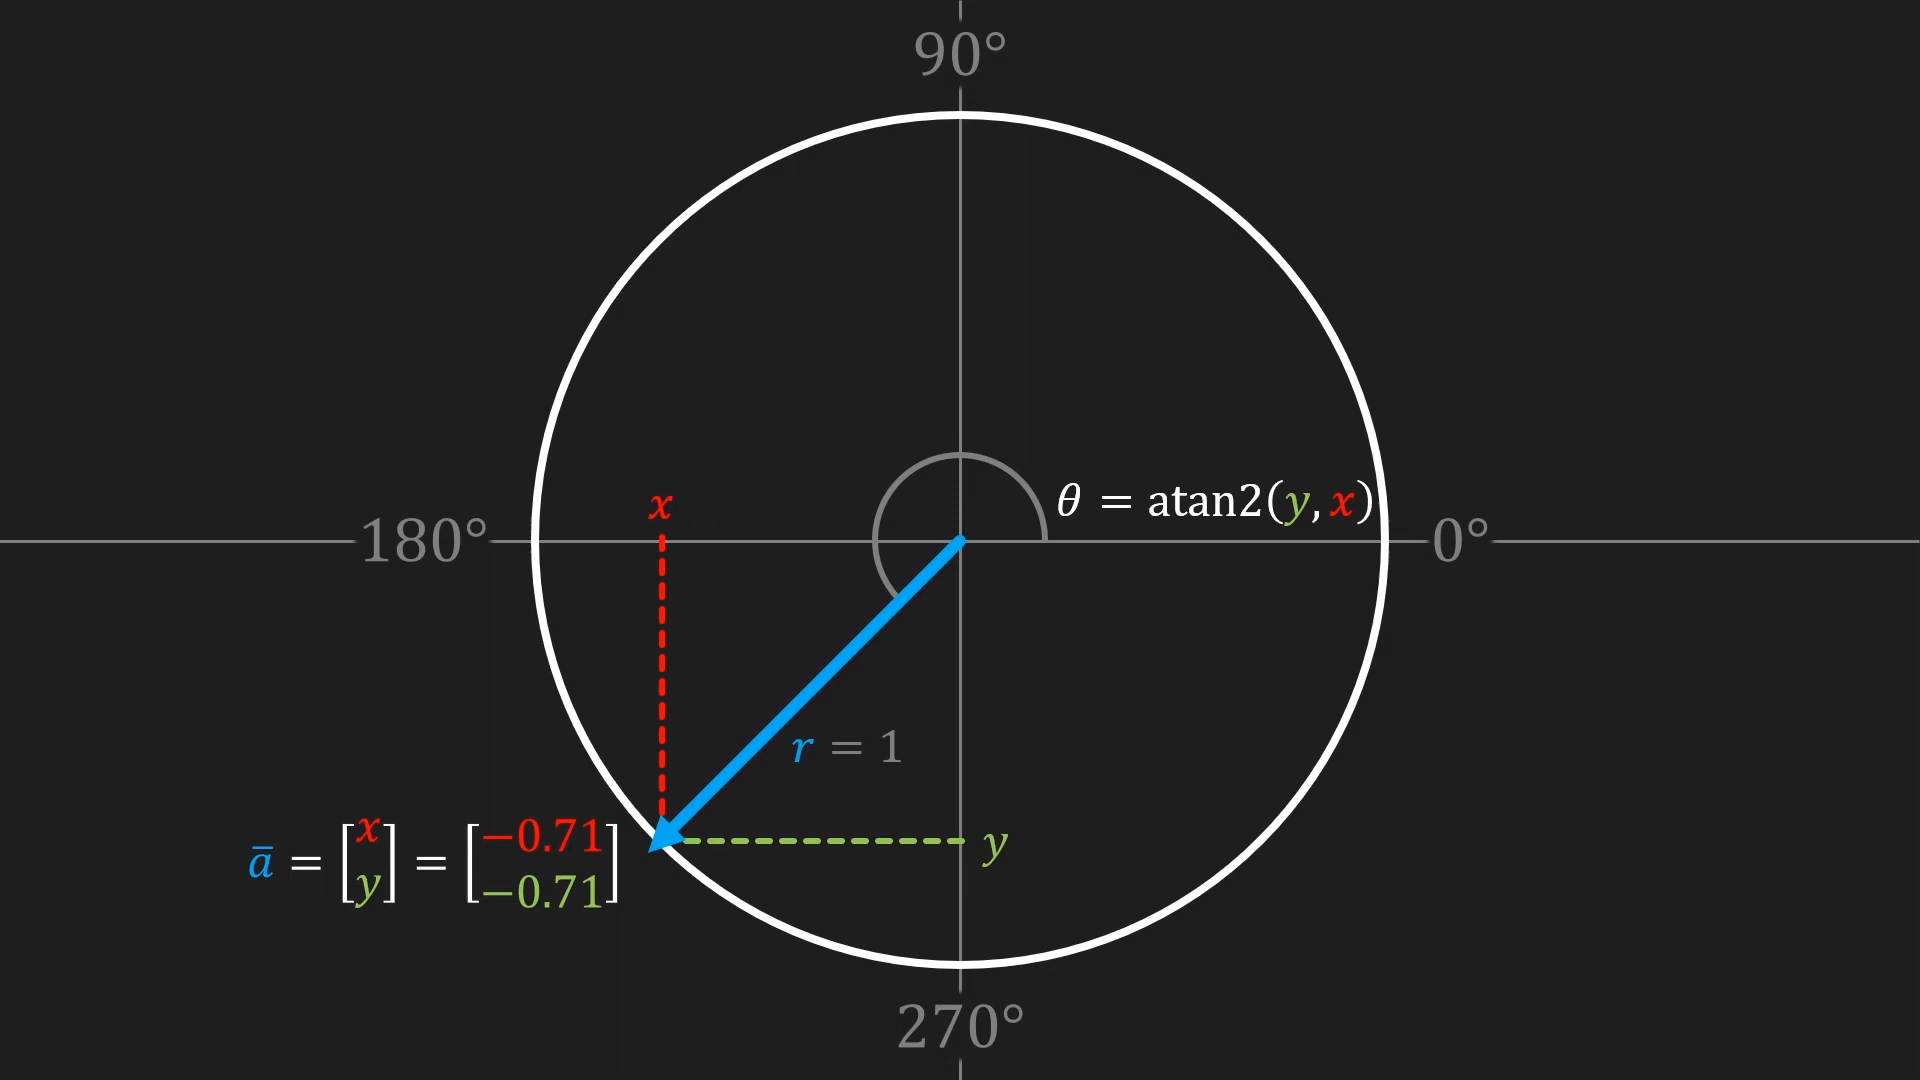 90°
θ = atan2(y, x)
x
180°
0°
r = 1
a̅ = [x y] = [−0.71 −0.71]
y
270°